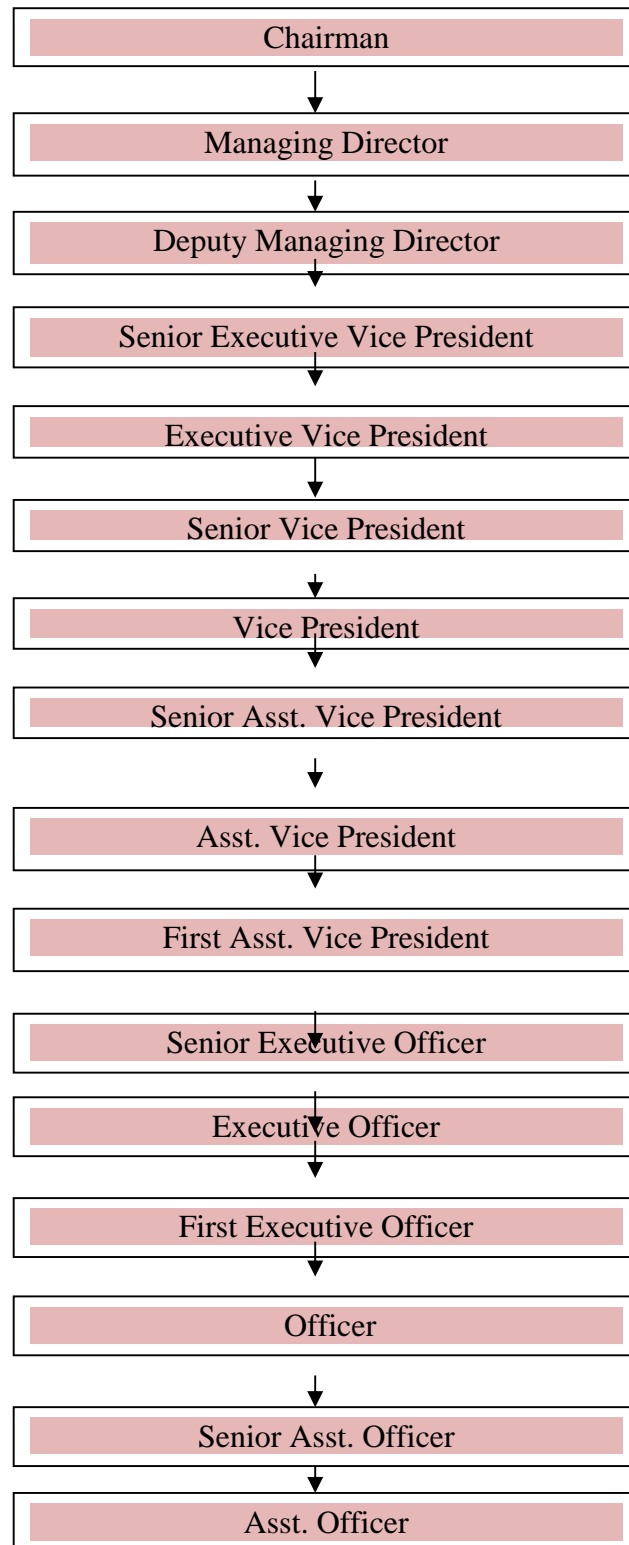 Chairman
Managing Director
Deputy Managing Director
Senior Executive Vice President
Executive Vice President
Senior Vice President
Vice President
Senior Asst. Vice President
Asst. Vice President
First Asst. Vice President
Senior Executive Officer
Executive Officer
First Executive Officer
Officer
Senior Asst. Officer
Asst. Officer